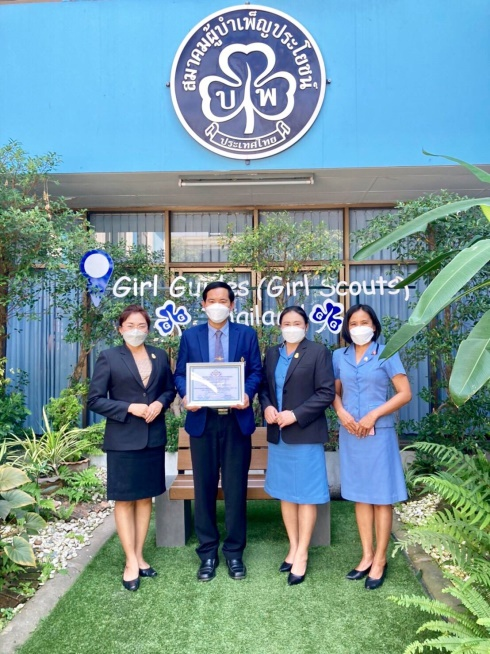 สมาคมผู้บำเพ็ญประโยชน์
บ พ
ประเทศไทย
Girl Guides (Girl Scouts)
Thailand